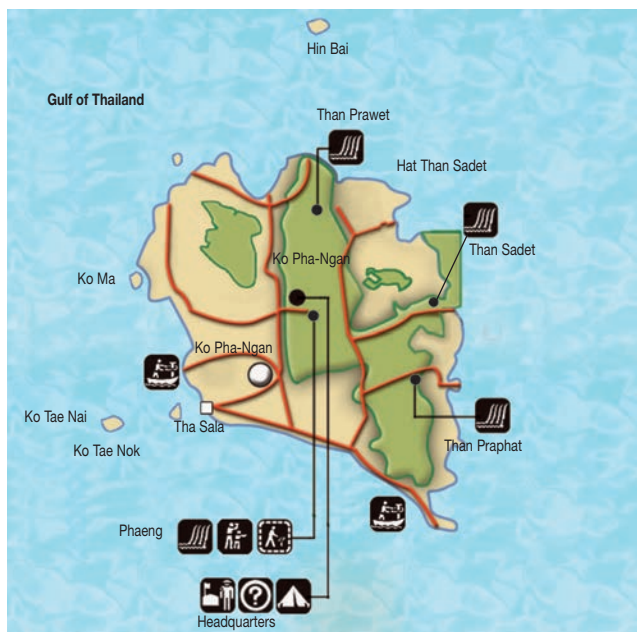 Hin Bai
Gulf of Thailand
Than Prawet
Hat Than Sadet
Than Sadet
Ko Pha-Ngan
Ko Ma
Ko Pha-Ngan
Ko Tae Nai
Tha Sala
Ko Tae Nok
Than Praphat
Phaeng
?
Headquarters